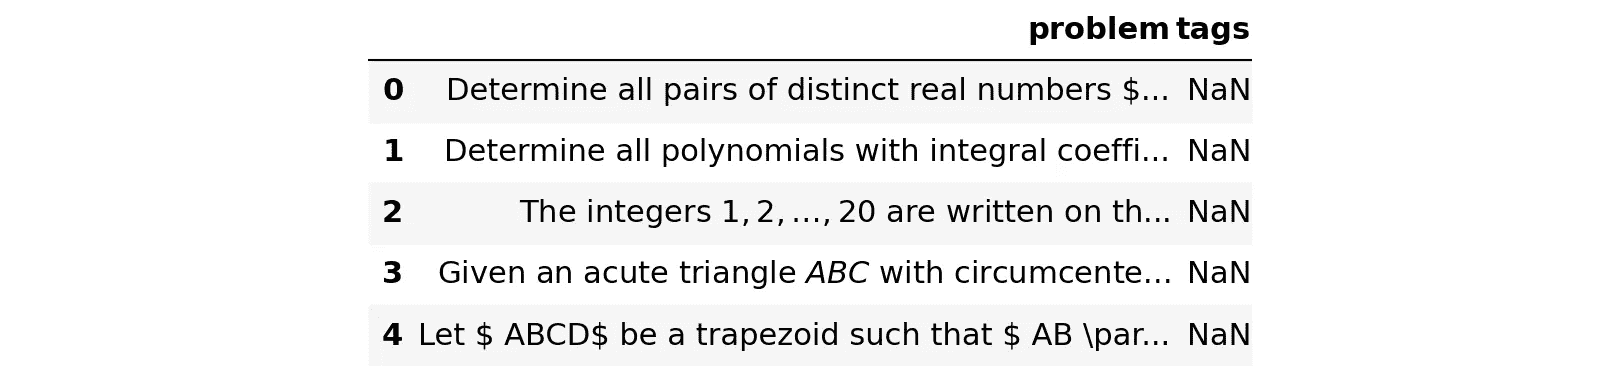 problem tags
0 Determine all pairs of distinct real numbers $... NaN
1 Determine all polynomials with integral coeffi... NaN
2 The integers 1, 2, ..., 20 are written on th... NaN
3 Given an acute triangle ABC with circumcente... NaN
4 Let $ ABCD$ be a trapezoid such that $ AB \par... NaN